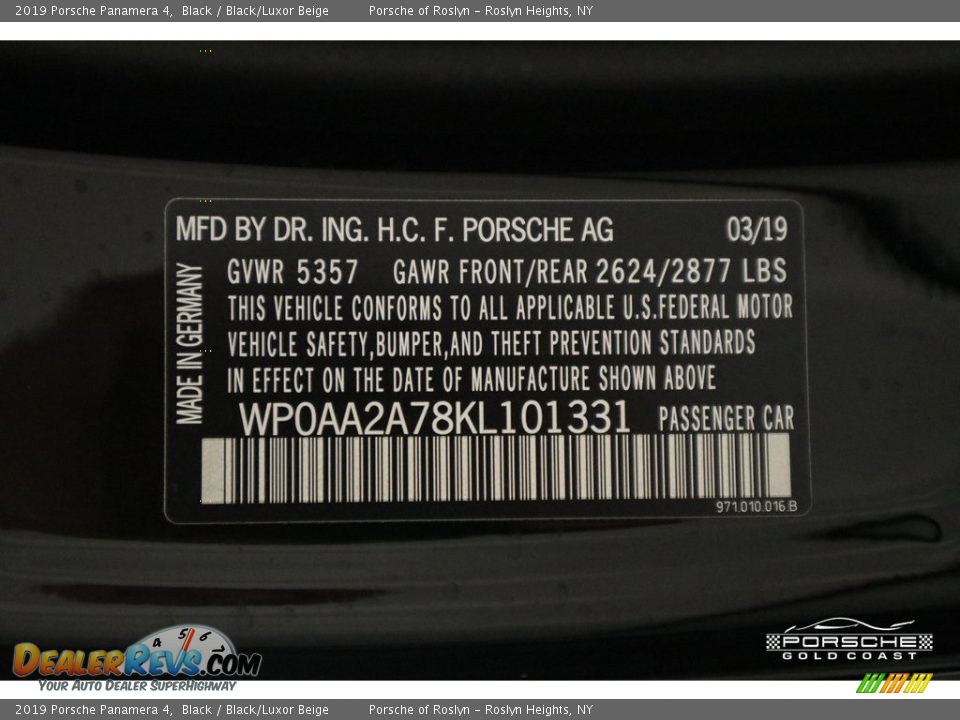 2019 Porsche Panamera 4,  Black / Black/Luxor Beige          Porsche of Roslyn - Roslyn Heights, NY
MFD BY DR. ING. H.C. F. PORSCHE AG 03/19
GVWR 5357 GAWR FRONT/REAR 2624/2877 LBS
THIS VEHICLE CONFORMS TO ALL APPLICABLE U.S.FEDERAL MOTOR
VEHICLE SAFETY,BUMPER,AND THEFT PREVENTION STANDARDS
IN EFFECT ON THE DATE OF MANUFACTURE SHOWN ABOVE
MADE IN GERMANY
WP0AA2A78KL101331 PASSENGER CAR
971.010.016.B
4 5 6
DEALERREVS.COM
YOUR AUTO DEALER SUPERHIGHWAY
PORSCHE
GOLD COAST
2019 Porsche Panamera 4,  Black / Black/Luxor Beige          Porsche of Roslyn - Roslyn Heights, NY